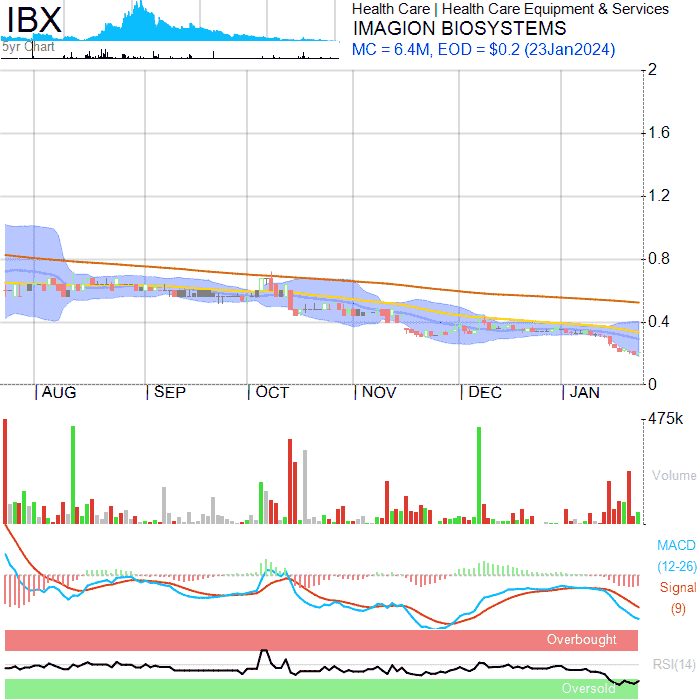 IBX
5yr Chart
Health Care | Health Care Equipment & Services
IMAGION BIOSYSTEMS
MC = 6.4M, EOD = $0.2 (23Jan2024)
2
1.6
1.2
0.8
0.4
0
| AUG | SEP | OCT | NOV | DEC | JAN
475k
Volume
MACD
(12-26)
Signal
(9)
Overbought
RSI(14)
Oversold